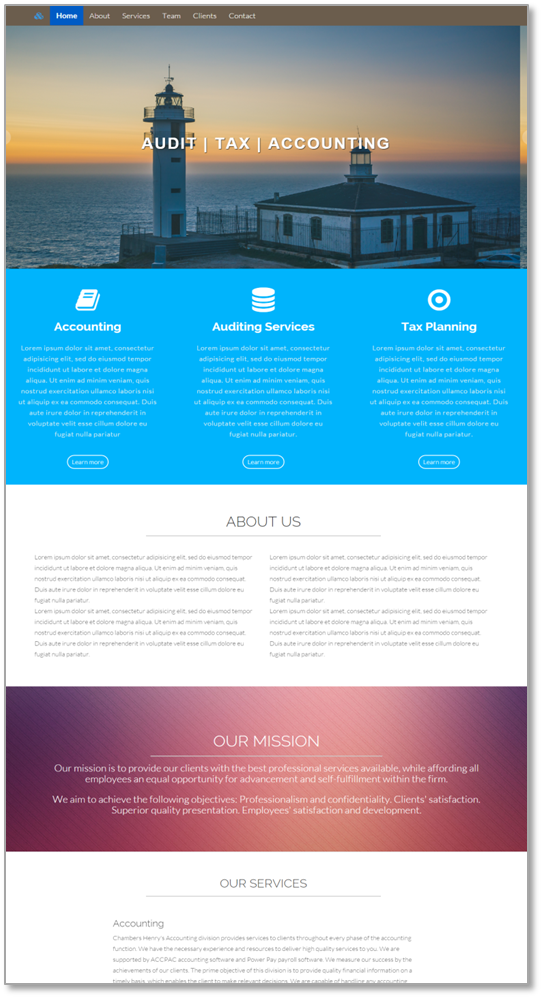 Home About Services Team Clients Contact
AUDIT | TAX | ACCOUNTING
Accounting
Lorem ipsum dolor sit amet, consectetur
adipisicing elit, sed do eiusmod tempor
incididunt ut labore et dolore magna
aliqua. Ut enim ad minim veniam, quis
nostrud exercitation ullamco laboris nisi
ut aliquip ex ea commodo consequat. Duis
aute irure dolor in reprehenderit in
voluptate velit esse cillum dolore eu
fugiat nulla pariatur
Learn more
Auditing Services
Lorem ipsum dolor sit amet, consectetur
adipisicing elit, sed do eiusmod tempor
incididunt ut labore et dolore magna
aliqua. Ut enim ad minim veniam, quis
nostrud exercitation ullamco laboris nisi
ut aliquip ex ea commodo consequat. Duis
aute irure dolor in reprehenderit in
voluptate velit esse cillum dolore eu
fugiat nulla pariatur.
Learn more
Tax Planning
Lorem ipsum dolor sit amet, consectetur
adipisicing elit, sed do eiusmod tempor
incididunt ut labore et dolore magna
aliqua. Ut enim ad minim veniam, quis
nostrud exercitation ullamco laboris nisi
ut aliquip ex ea commodo consequat. Duis
aute irure dolor in reprehenderit in
voluptate velit esse cillum dolore eu
fugiat nulla pariatur.
Learn more
ABOUT US
Lorem ipsum dolor sit amet, consectetur adipisicing elit, sed do eiusmod tempor
incididunt ut labore et dolore magna aliqua. Ut enim ad minim veniam, quis
nostrud exercitation ullamco laboris nisi ut aliquip ex ea commodo consequat.
Duis aute irure dolor in reprehenderit in voluptate velit esse cillum dolore eu
fugiat nulla pariatur.
Lorem ipsum dolor sit amet, consectetur adipisicing elit, sed do eiusmod tempor
incididunt ut labore et dolore magna aliqua. Ut enim ad minim veniam, quis
nostrud exercitation ullamco laboris nisi ut aliquip ex ea commodo consequat.
Duis aute irure dolor in reprehenderit in voluptate velit esse cillum dolore eu
fugiat nulla pariatur.
Lorem ipsum dolor sit amet, consectetur adipisicing elit, sed do eiusmod tempor
incididunt ut labore et dolore magna aliqua. Ut enim ad minim veniam, quis
nostrud exercitation ullamco laboris nisi ut aliquip ex ea commodo consequat.
Duis aute irure dolor in reprehenderit in voluptate velit esse cillum dolore eu
fugiat nulla pariatur.
Lorem ipsum dolor sit amet, consectetur adipisicing elit, sed do eiusmod tempor
incididunt ut labore et dolore magna aliqua. Ut enim ad minim veniam, quis
nostrud exercitation ullamco laboris nisi ut aliquip ex ea commodo consequat.
Duis aute irure dolor in reprehenderit in voluptate velit esse cillum dolore eu
fugiat nulla pariatur.
OUR MISSION
Our mission is to provide our clients with the best professional services available, while affording all
employees an equal opportunity for advancement and self-fulfillment within the firm.
We aim to achieve the following objectives: Professionalism and confidentiality. Clients' satisfaction.
Superior quality presentation. Employees' satisfaction and development.
OUR SERVICES
Accounting
Chambers Henry's Accounting division provides services to clients throughout every phase of the accounting
function. We have the necessary experience and resources to deliver high quality services to you. We are
supported by ACCPAC accounting software and Power Pay payroll software. We measure our success by the
achievements of our clients. The prime objective of this division is to provide quality financial information on a
timely basis, which enables the client to make relevant decisions. We are capable of handling any accounting